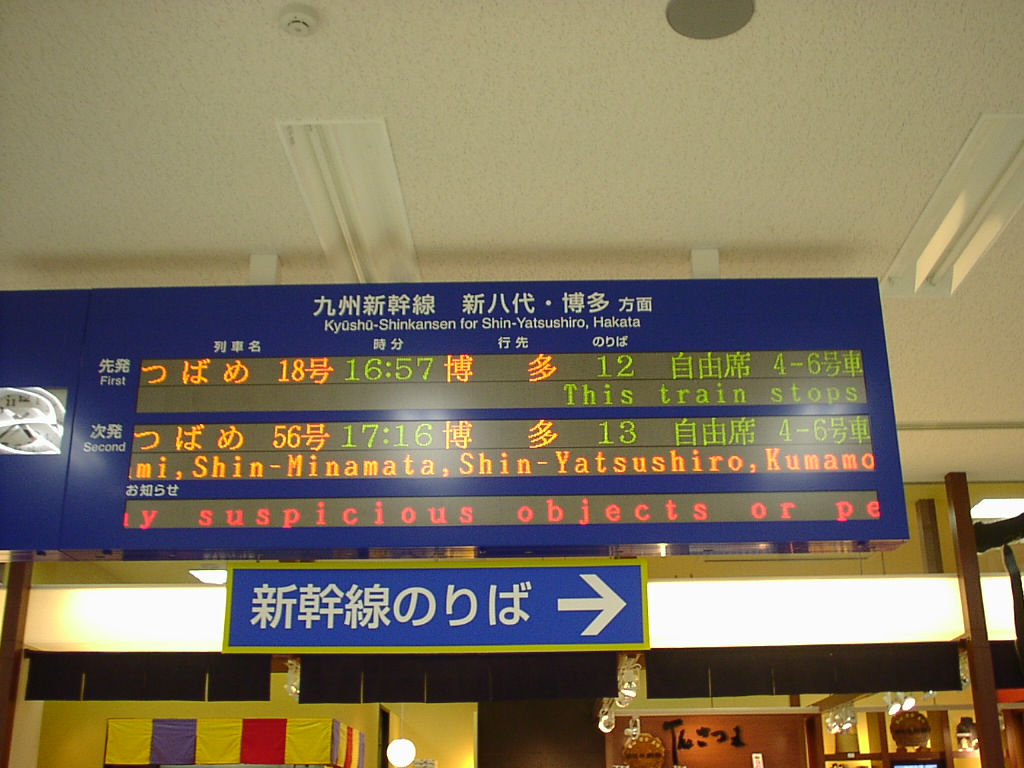 九州新幹線 新八代・博多 方面
Kyūshū-Shinkansen for Shin-Yatsushiro, Hakata
列車名 時分 行先 のりば
先発 つばめ 18号 16:57 博多 12 自由席 4-6号車
First This train stops
次発 つばめ 56号 17:16 博多 13 自由席 4-6号車
Second mi,Shin-Minamata,Shin-Yatsushiro,Kumamo
お知らせ
y suspicious objects or pe
新幹線のりば →
さつま